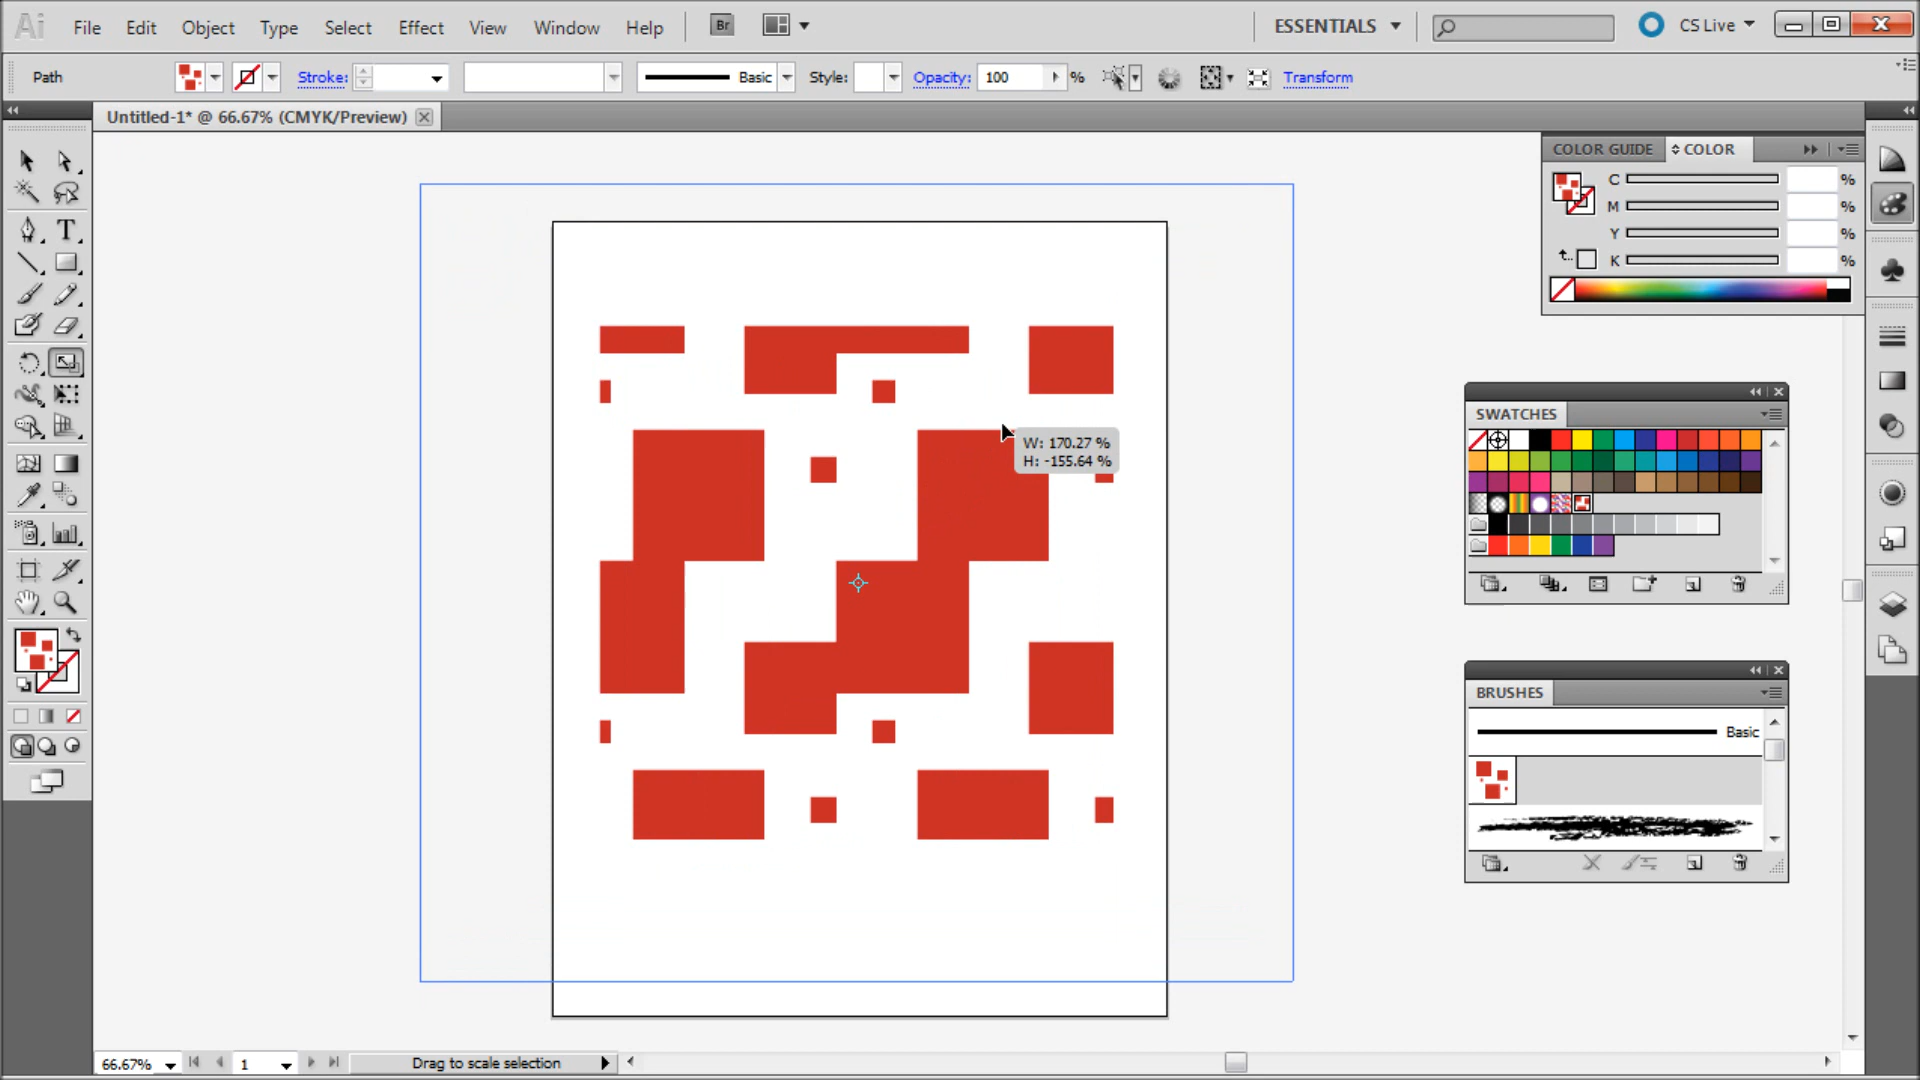 Ai File Edit Object Type Select Effect View Window Help Br ESSENTIALS CS Live
Path Stroke: Basic Style: Opacity: 100 % Transform
Untitled-1* @ 66.67% (CMYK/Preview)
COLOR GUIDE COLOR
C %
M %
Y %
K %
W: 170.27 %
H: -155.64 %
SWATCHES
BRUSHES
Basic
T
66.67% 1 Drag to scale selection